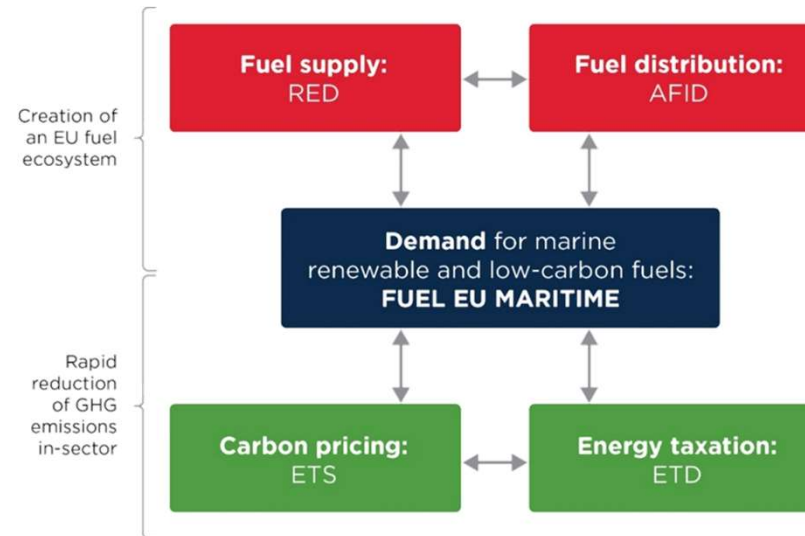 Creation of
an EU fuel
ecosystem
Fuel supply:
RED
Fuel distribution:
AFID
Demand for marine
renewable and low-carbon fuels:
FUEL EU MARITIME
Rapid
reduction
of GHG
emissions
in-sector
Carbon pricing:
ETS
Energy taxation:
ETD